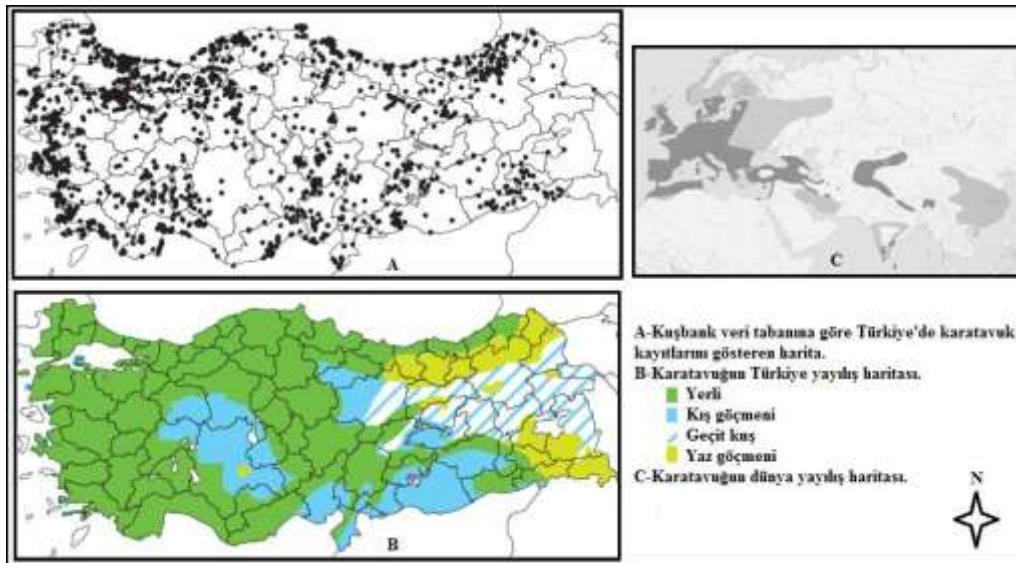 A
C
A-Kuşbank veri tabanına göre Türkiye'de karatavuk
kayıtlarını gösteren harita.
B-Karatavuğun Türkiye yayılış haritası.
Yerli
Kış göçmeni
Geçit kuş
Yaz göçmeni
C-Karatavuğun dünya yayılış haritası.
B
N